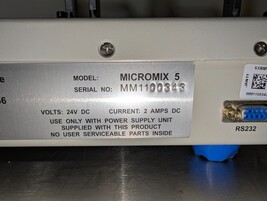 MODEL: MICROMIX 5
SERIAL NO: MM1100343
VOLTS: 24V DC CURRENT: 2 AMPS DC
USE ONLY WITH POWER SUPPLY UNIT
SUPPLIED WITH THIS PRODUCT
NO USER SERVICEABLE PARTS INSIDE
RS232